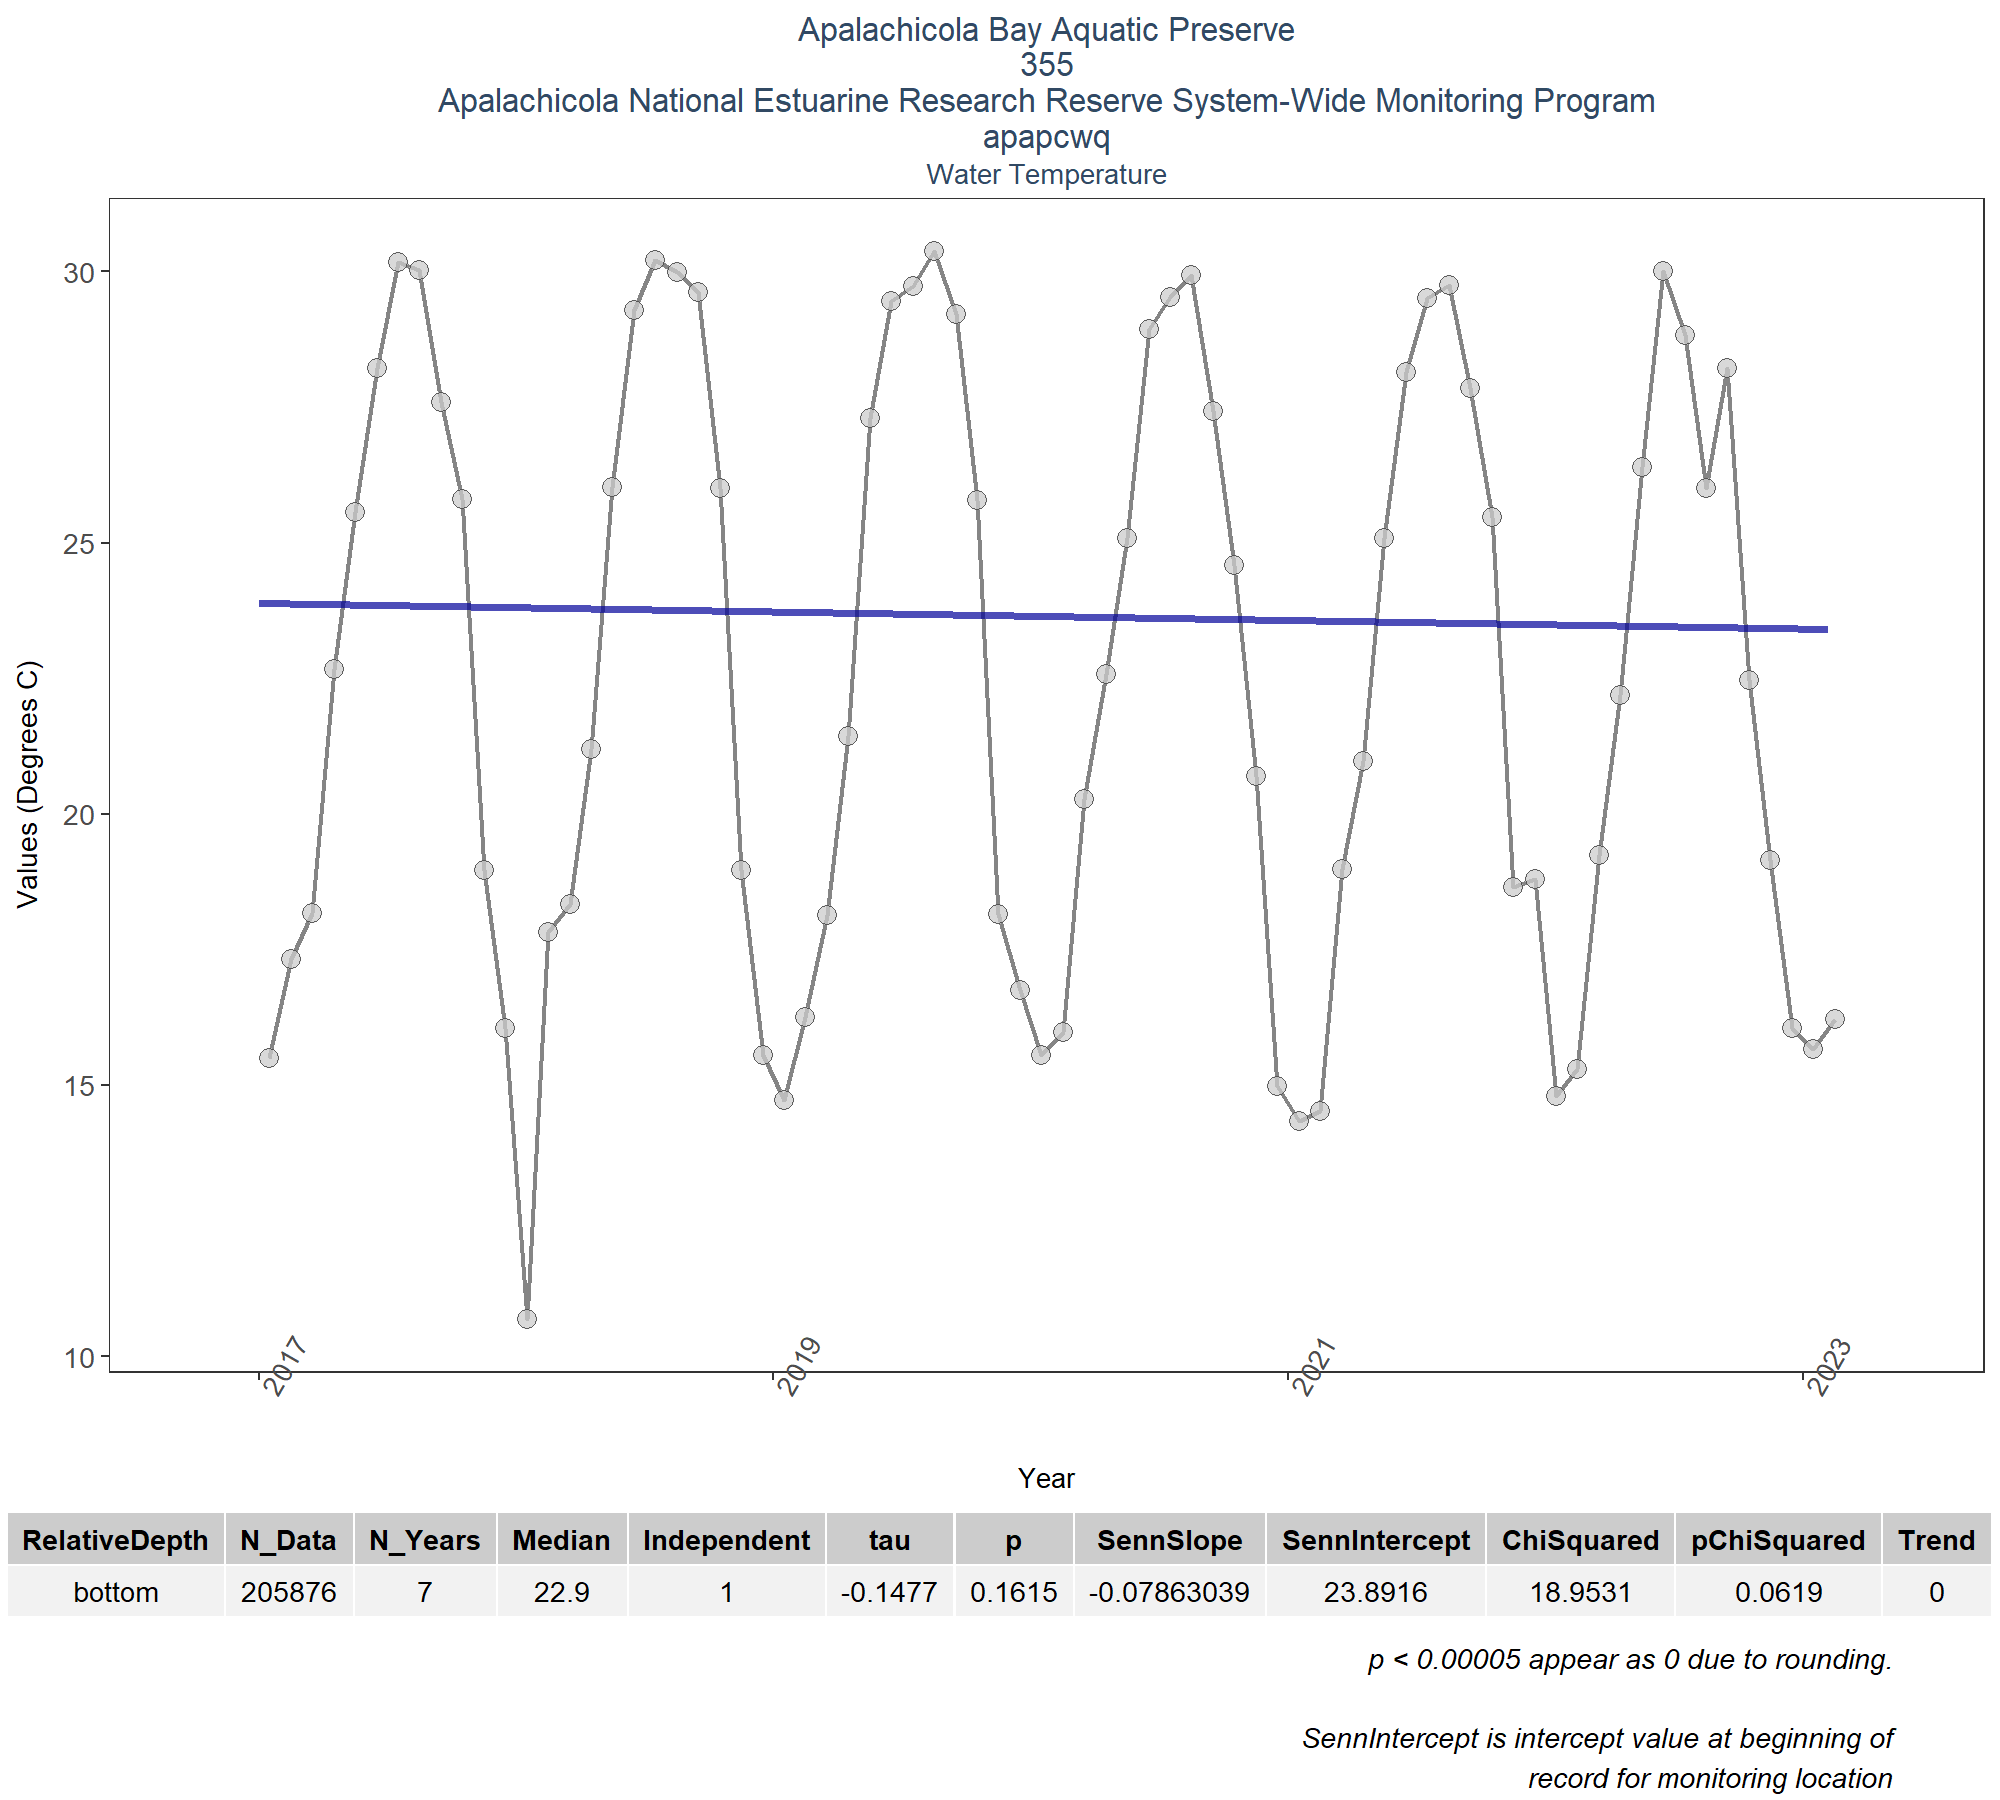 Apalachicola Bay Aquatic Preserve
355
Apalachicola National Estuarine Research Reserve System-Wide Monitoring Program
apapcwq
Water Temperature
Values (Degrees C)
30
25
20
15
10
2017
2019
2021
2023
Year
RelativeDepth N_Data N_Years Median Independent tau p SennSlope SennIntercept ChiSquared pChiSquared Trend
bottom 205876 7 22.9 1 -0.1477 0.1615 -0.07863039 23.8916 18.9531 0.0619 0
p < 0.00005 appear as 0 due to rounding.
SennIntercept is intercept value at beginning of
record for monitoring location